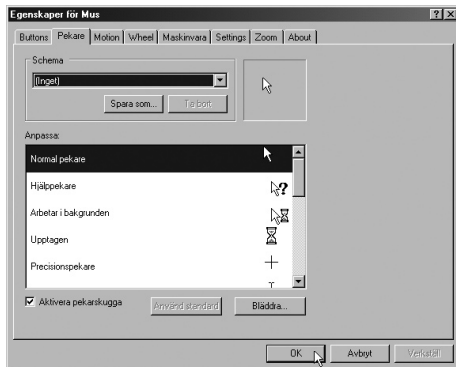 Egenskaper för Mus
Buttons Pekare Motion Wheel Maskinvara Settings Zoom About
Schema
(Inget)
Spara som... Ta bort
Anpassa:
Normal pekare
Hjälppekare
Arbetar i bakgrunden
Upptagen
Precisionspekare
Aktivera pekarskugga Använd standard Bläddra...
OK Avbryt Verkställ